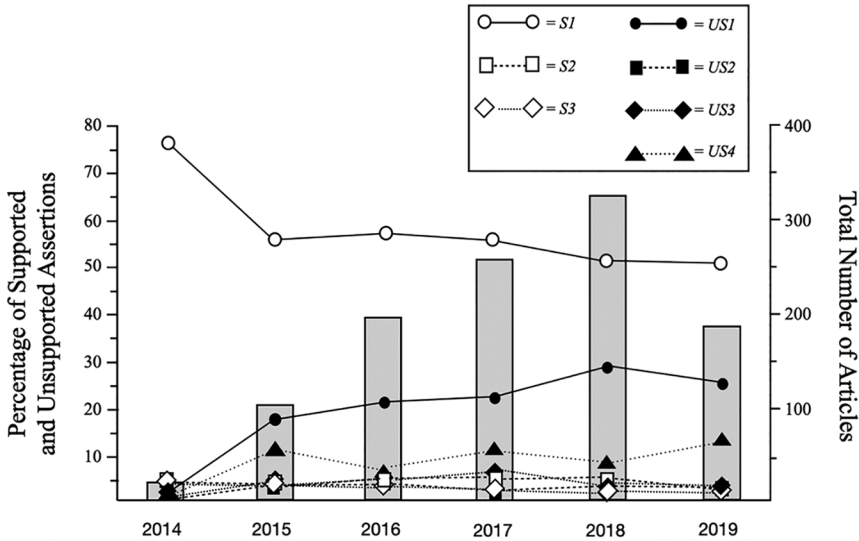 = S1
= US1
= S2
= US2
= S3
= US3
= US4
Percentage of Supported
and Unsupported Assertions
80
70
60
50
40
30
20
10
400
300
200
100
Total Number of Articles
2014 2015 2016 2017 2018 2019